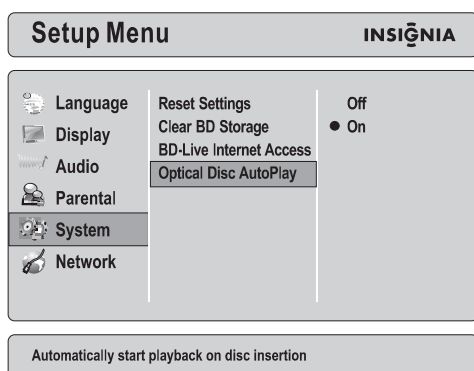 Setup Menu
INSIGNIA
Language
Display
Audio
Parental
System
Network
Reset Settings
Clear BD Storage
BD-Live Internet Access
Optical Disc AutoPlay
Off
On
Automatically start playback on disc insertion